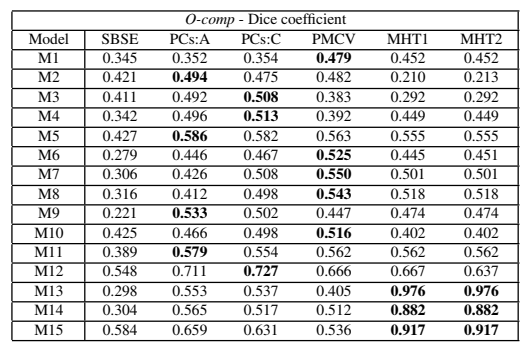 O-comp - Dice coefficient
Model SBSE PCs:A PCs:C PMCV MHT1 MHT2
M1 0.345 0.352 0.354 0.479 0.452 0.452
M2 0.421 0.494 0.475 0.482 0.210 0.213
M3 0.411 0.492 0.508 0.383 0.292 0.292
M4 0.342 0.496 0.513 0.392 0.449 0.449
M5 0.427 0.586 0.582 0.563 0.555 0.555
M6 0.279 0.446 0.467 0.525 0.445 0.451
M7 0.306 0.426 0.508 0.550 0.501 0.501
M8 0.316 0.412 0.498 0.543 0.518 0.518
M9 0.221 0.533 0.502 0.447 0.474 0.474
M10 0.425 0.466 0.498 0.516 0.402 0.402
M11 0.389 0.579 0.554 0.562 0.562 0.562
M12 0.548 0.711 0.727 0.666 0.667 0.637
M13 0.298 0.553 0.537 0.405 0.976 0.976
M14 0.304 0.565 0.517 0.512 0.882 0.882
M15 0.584 0.659 0.631 0.536 0.917 0.917